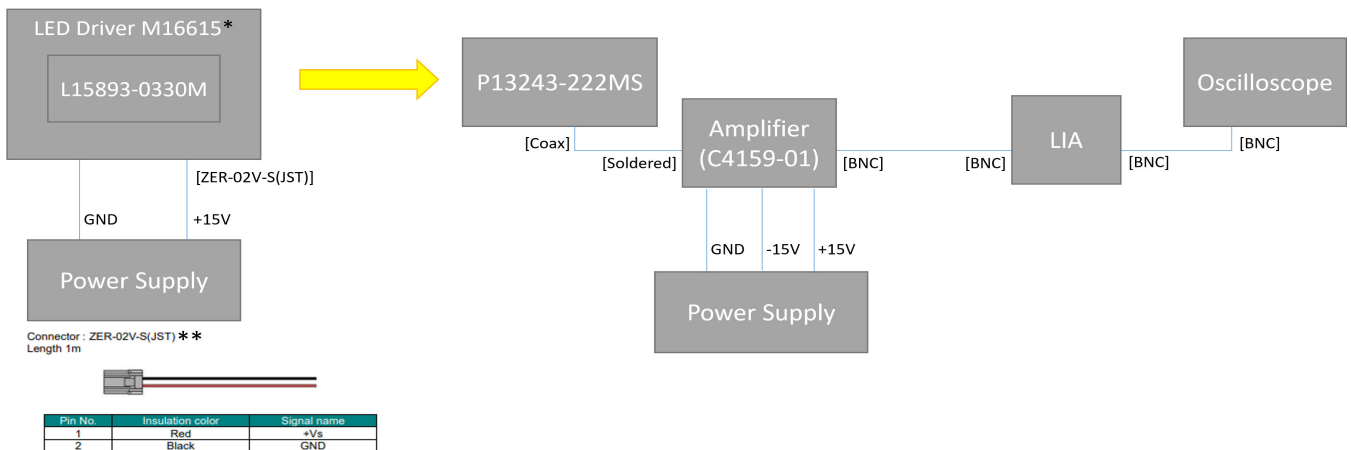 LED Driver M16615*
L15893-0330M
[ZER-02V-S(JST)]
GND
+15V
Power Supply
Connector : ZER-02V-S(JST) **
Length 1m
Pin No. Insulation color Signal name
1 Red +Vs
2 Black GND
P13243-222MS
[Coax]
[Soldered]
Amplifier
(C4159-01)
[BNC]
GND
-15V
+15V
Power Supply
[BNC]
LIA
[BNC]
Oscilloscope
[BNC]